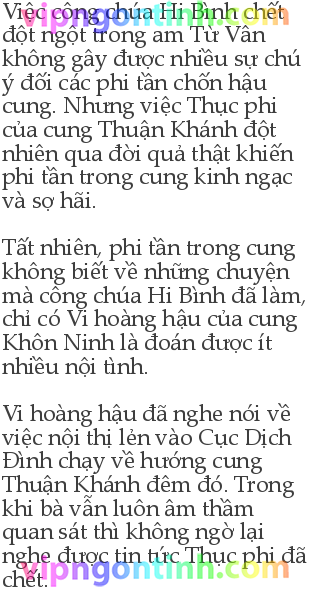 Việc công chúa Hi Bình chết
đột ngột trong am Từ Vân
không gây được nhiều sự chú
ý đối các phi tần chốn hậu
cung. Nhưng việc Thục phi
của cung Thuận Khánh đột
nhiên qua đòi quả thật khiến
phi tần trong cung kinh ngạc
và sợ hãi.
Tất nhiên, phi tần trong cung
không biết về những chuyện
mà công chúa Hi Bình đã làm,
chỉ có Vi hoàng hậu của cung
Khôn Ninh là đoán được ít
nhiều nội tình.
Vi hoàng hậu đã nghe nói về
việc nội thị lẻn vào Cục Dịch
Đình chạy về hướng cung
Thuận Khánh đêm đó. Trong
khi bà vẫn luôn âm thầm
quan sát thì không ngờ lại
nghe được tin tức Thục phi đã
chết.
vipngontinh.com
vipngontinh.com